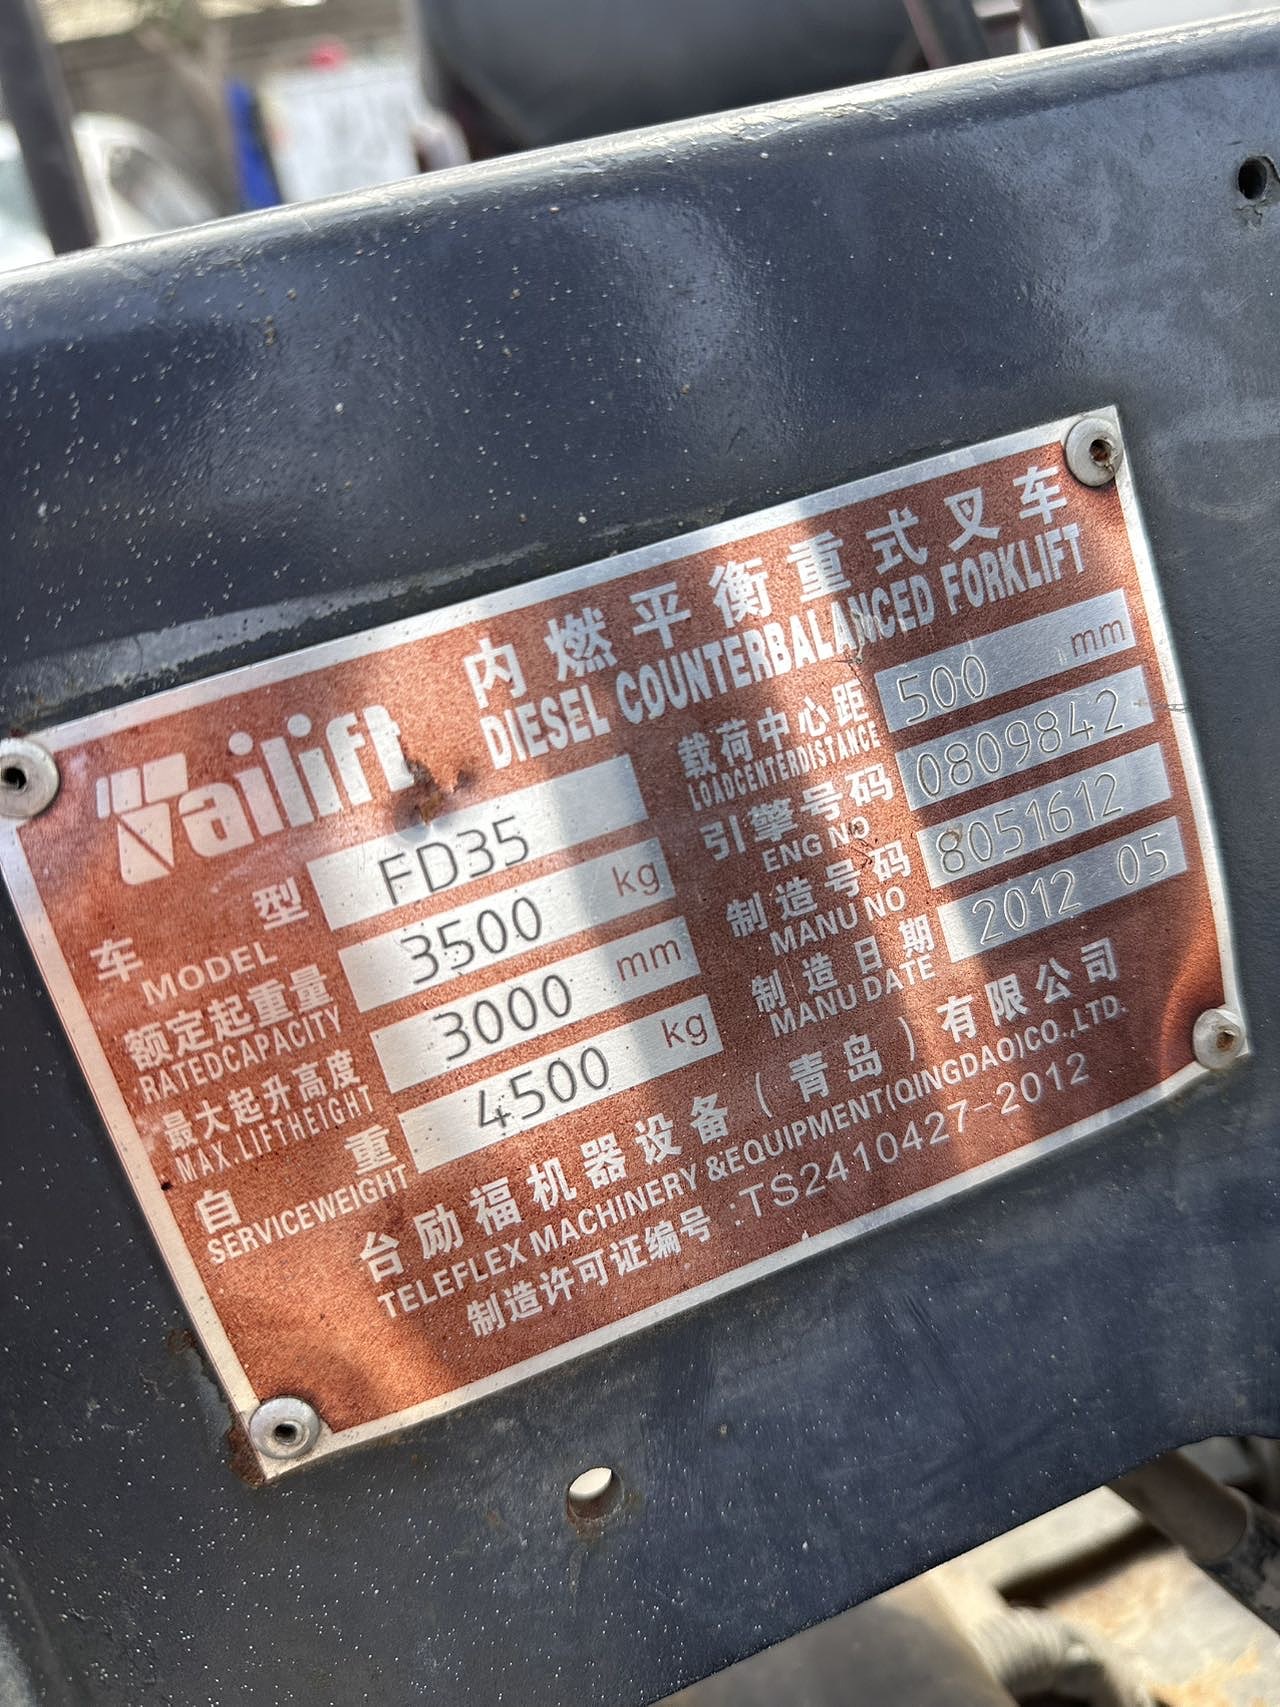 Tailift
内燃平衡重式叉车
DIESEL COUNTERBALANCED FORKLIFT
车型 FD35
MODEL
额定起重量 3500 kg
RATEDCAPACITY
最大起升高度 3000 mm
MAX.LIFTHEIGHT
自重 4500 kg
SERVICEWEIGHT
载荷中心距 500 mm
LOADCENTERDISTANCE
引擎号码 0809842
ENG NO
制造号码 8051612
MANU NO
制造日期 2012 05
MANU DATE
台励福机器设备(青岛)有限公司
TELEFLEX MACHINERY &EQUIPMENT(QINGDAO)CO.,LTD.
制造许可证编号:TS2410427-2012